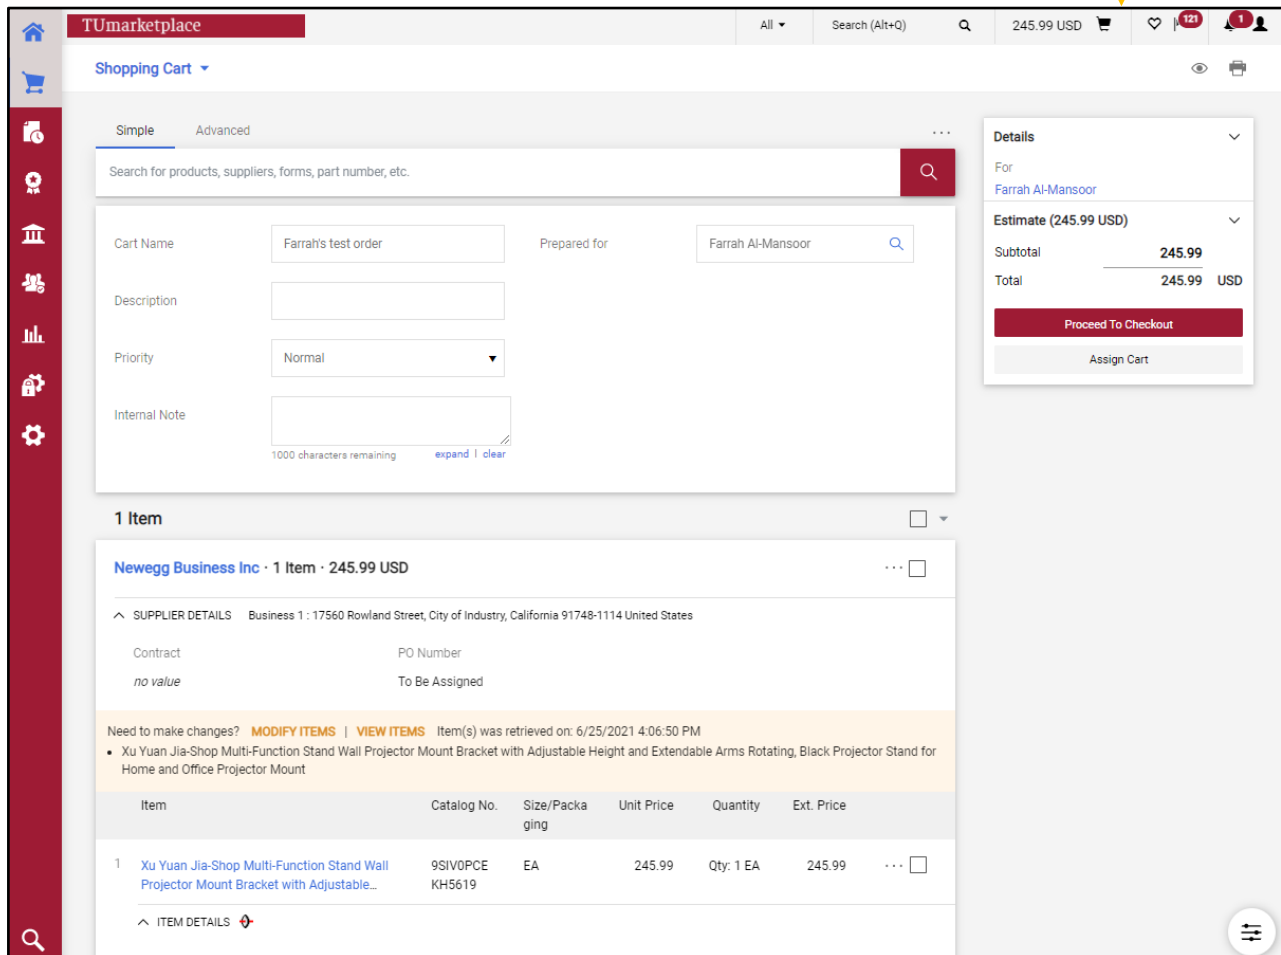 TUmarketplace
All
Search (Alt+Q)
245.99 USD
121
1
Shopping Cart
Simple
Advanced
...
Search for products, suppliers, forms, part number, etc.
Cart Name
Farrah's test order
Prepared for
Farrah Al-Mansoor
Description
Priority
Normal
Internal Note
1000 characters remaining
expand | clear
Details
For
Farrah Al-Mansoor
Estimate (245.99 USD)
Subtotal 245.99
Total 245.99 USD
Proceed To Checkout
Assign Cart
1 Item
Newegg Business Inc · 1 Item · 245.99 USD
...
SUPPLIER DETAILS Business 1 : 17560 Rowland Street, City of Industry, California 91748-1114 United States
Contract PO Number
no value To Be Assigned
Need to make changes? MODIFY ITEMS | VIEW ITEMS Item(s) was retrieved on: 6/25/2021 4:06:50 PM
• Xu Yuan Jia-Shop Multi-Function Stand Wall Projector Mount Bracket with Adjustable Height and Extendable Arms Rotating, Black Projector Stand for
Home and Office Projector Mount
Item Catalog No. Size/Packa Unit Price Quantity Ext. Price
ging
1 Xu Yuan Jia-Shop Multi-Function Stand Wall 9SIV0PCE EA 245.99 Qty: 1 EA 245.99 ...
Projector Mount Bracket with Adjustable... KH5619
ITEM DETAILS